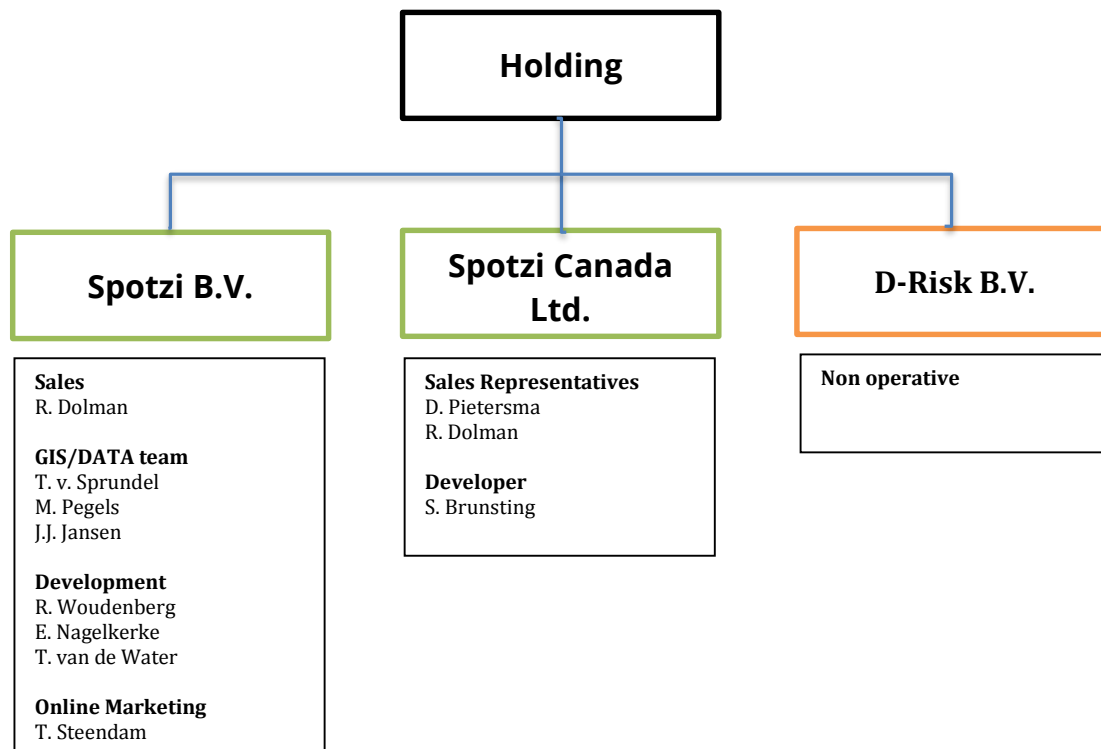 Holding
Spotzi B.V.
Sales
R. Dolman
GIS/DATA team
T. v. Sprundel
M. Pegels
J.J. Jansen
Development
R. Woudenberg
E. Nagelkerke
T. van de Water
Online Marketing
T. Steendam
Spotzi Canada
Ltd.
Sales Representatives
D. Pietersma
R. Dolman
Developer
S. Brunsting
D-Risk B.V.
Non operative